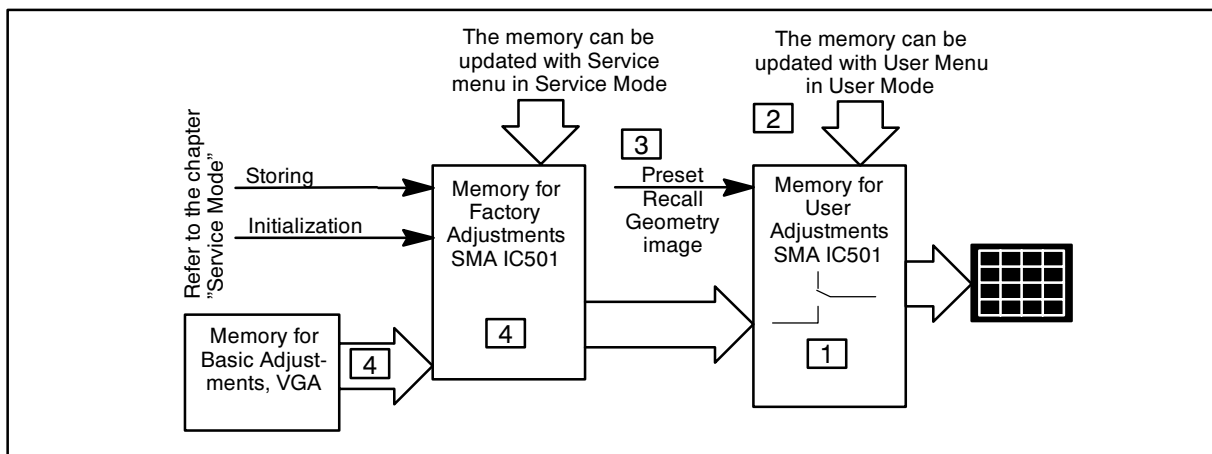 The memory can be
updated with Service
menu in Service Mode
The memory can be
updated with User Menu
in User Mode
2
3
Refer to the chapter
”Service Mode”
Storing
Initialization
Memory for
Factory
Adjustments
SMA IC501
4
Preset
Recall
Geometry
image
Memory for
User
Adjustments
SMA IC501
1
Memory for
Basic Adjust-
ments, VGA
4